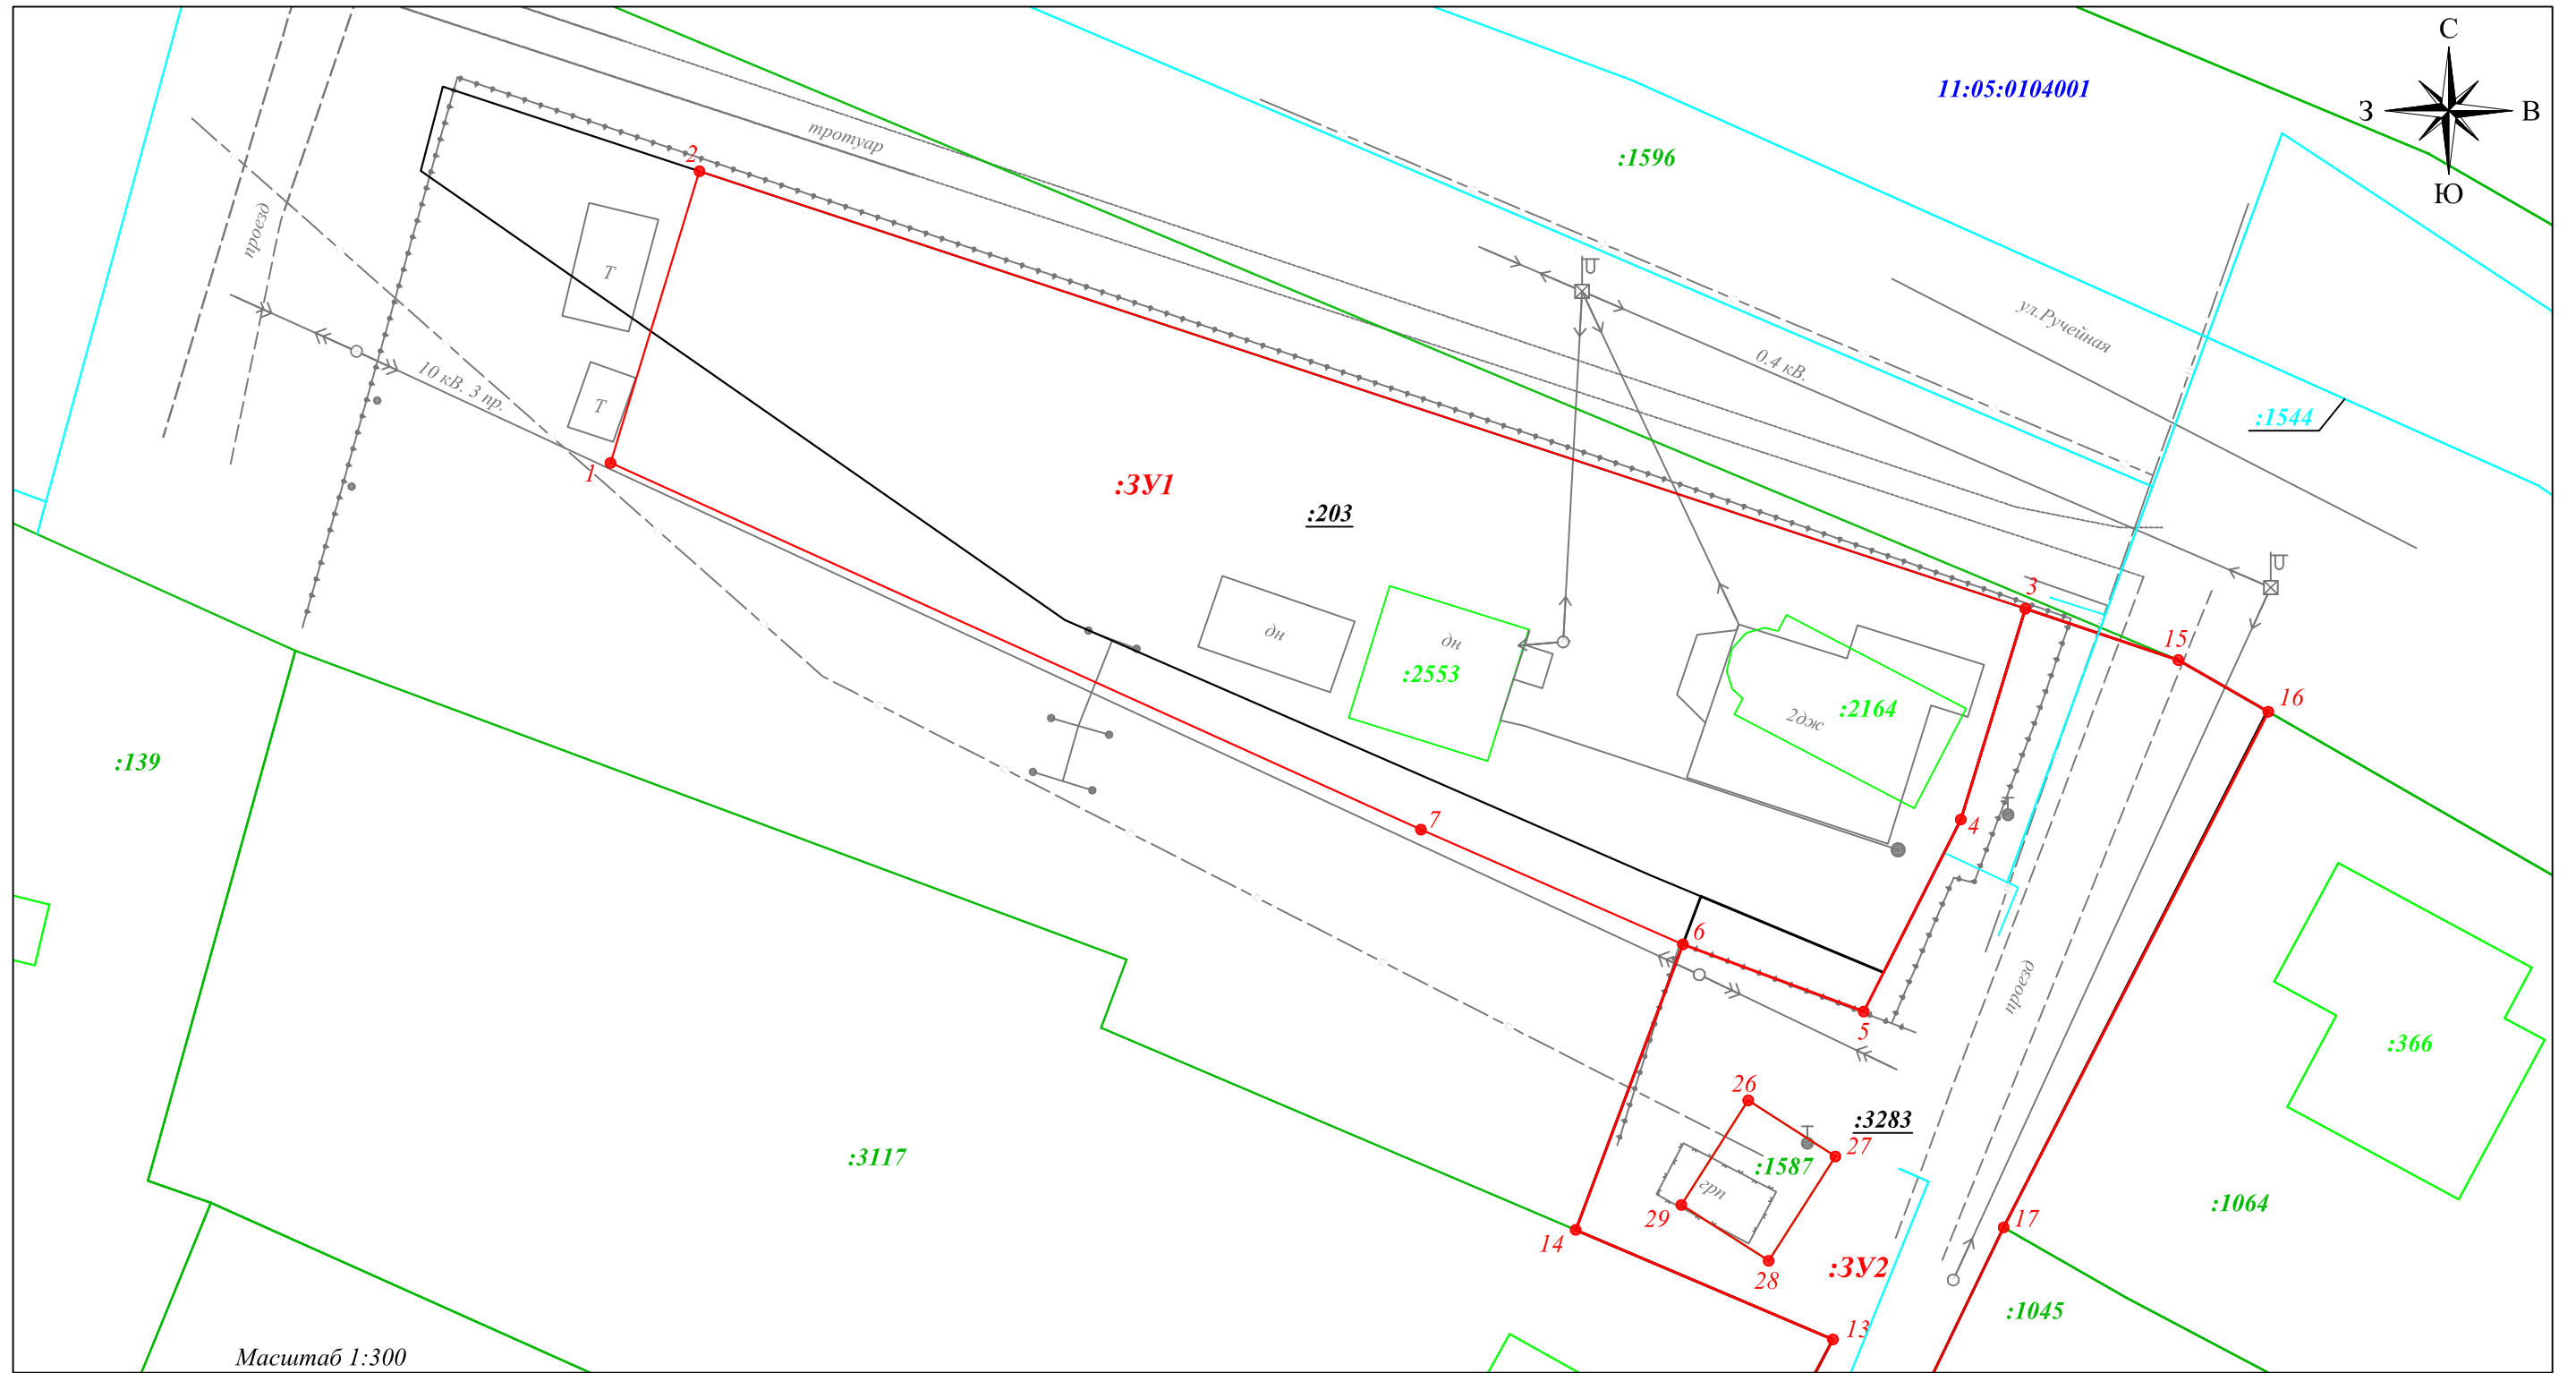 С
11:05:0104001
З
В
тротуар
:1596
2
Ю
проезд
Т
ул.Ручейная
0.4 кВ.
10 кВ. 3 пр.
Т
:1544
1
:ЗУ1
:203
3
дн
дн
15
:2553
16
:2164
2дж
:139
7
4
6
проезд
5
:366
26
:3283
27
:3117
:1587
грп
:1064
29
17
14
:ЗУ2
28
:1045
13
Масштаб 1:300